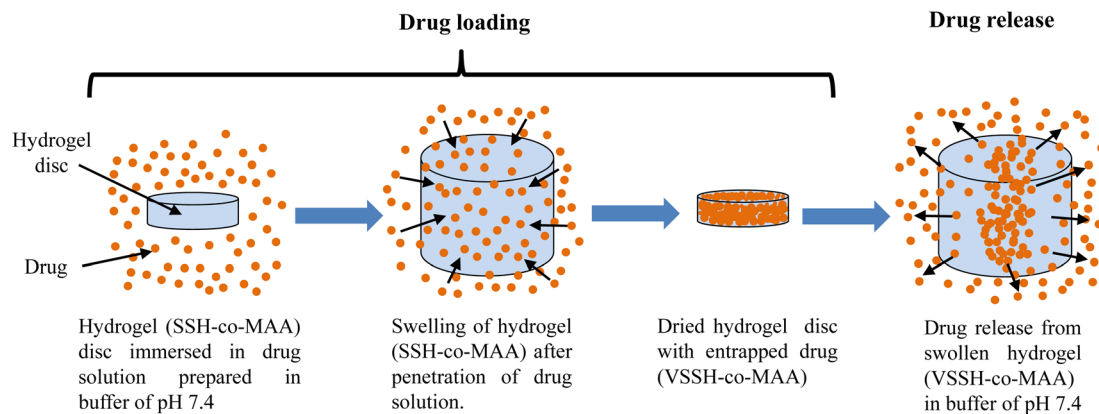 Drug loading
Drug release
Hydrogel
disc
Drug
Hydrogel (SSH-co-MAA)
disc immersed in drug
solution prepared in
buffer of pH 7.4
Swelling of hydrogel
(SSH-co-MAA) after
penetration of drug
solution.
Dried hydrogel disc
with entrapped drug
(VSSH-co-MAA)
Drug release from
swollen hydrogel
(VSSH-co-MAA)
in buffer of pH 7.4